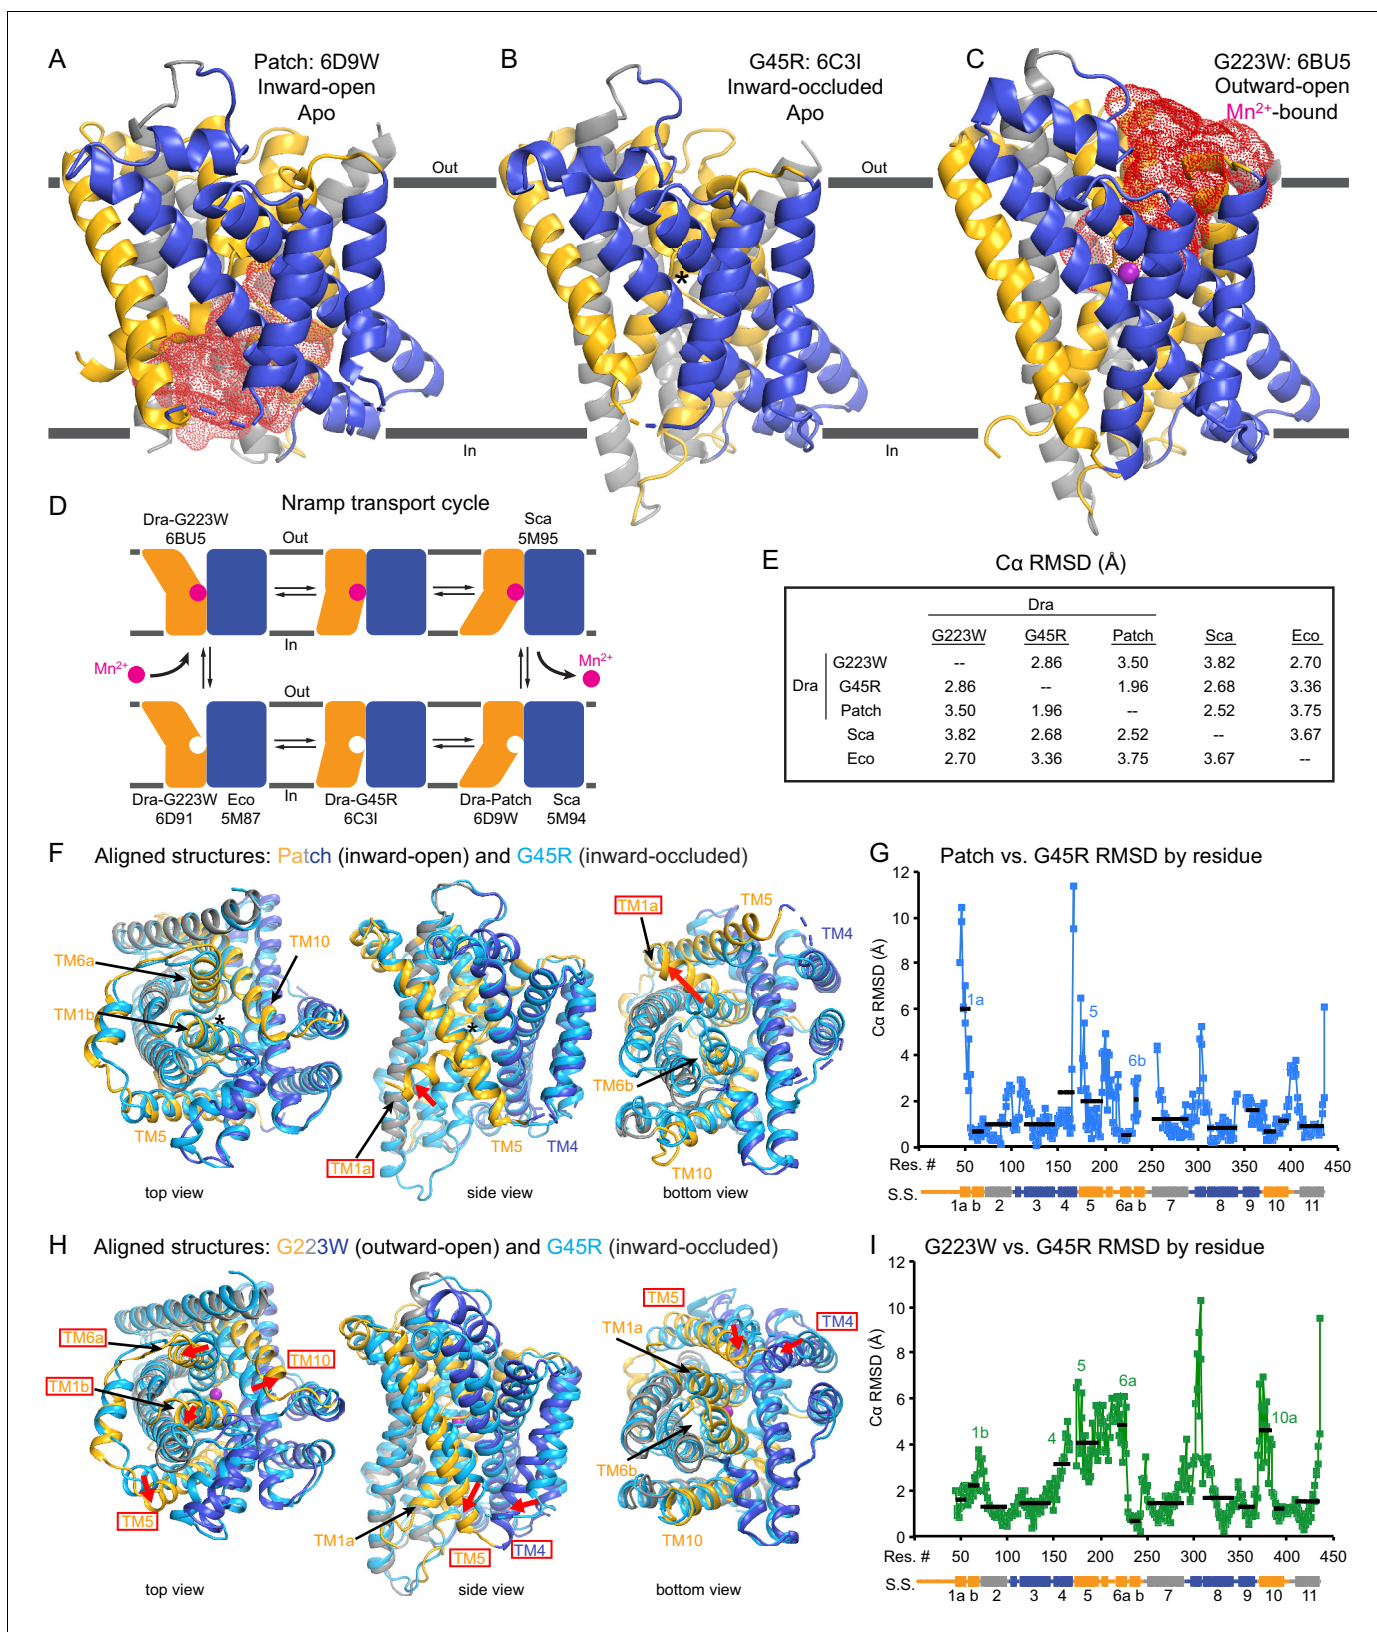 A
Patch: 6D9W
Inward-open
Apo
B
G45R: 6C3I
Inward-occluded
Apo
C
G223W: 6BU5
Outward-open
Mn²⁺-bound
Out
Out
*
In
In
D
Nramp transport cycle
Dra-G223W
6BU5
Out
Sca
5M95
In
Mn²⁺
Mn²⁺
Out
In
Dra-G223W
6D91
Eco
5M87
Dra-G45R
6C3I
Dra-Patch
6D9W
Sca
5M94
E
Cα RMSD (Å)
Dra
G223W G45R Patch Sca Eco
G223W -- 2.86 3.50 3.82 2.70
Dra G45R 2.86 -- 1.96 2.68 3.36
Patch 3.50 1.96 -- 2.52 3.75
Sca 3.82 2.68 2.52 -- 3.67
Eco 2.70 3.36 3.75 3.67 --
F
Aligned structures: Patch (inward-open) and G45R (inward-occluded)
TM6a
TM10
TM1b
*
TM5
top view
*
TM1a
TM5
TM4
side view
TM1a
TM5
TM4
TM6b
TM10
bottom view
G
Patch vs. G45R RMSD by residue
Cα RMSD (Å)
12
10
8
6
4
2
0
1a
5
6b
Res. # 50 100 150 200 250 300 350 400 450
S.S.
1a b 2 3 4 5 6a b 7 8 9 10 11
H
Aligned structures: G223W (outward-open) and G45R (inward-occluded)
TM6a
TM10
TM1b
TM5
top view
TM1a
TM5
TM4
side view
TM5
TM1a
TM4
TM6b
TM10
bottom view
I
G223W vs. G45R RMSD by residue
Cα RMSD (Å)
12
10
8
6
4
2
0
1b
4
5
6a
10a
Res. # 50 100 150 200 250 300 350 400 450
S.S.
1a b 2 3 4 5 6a b 7 8 9 10 11